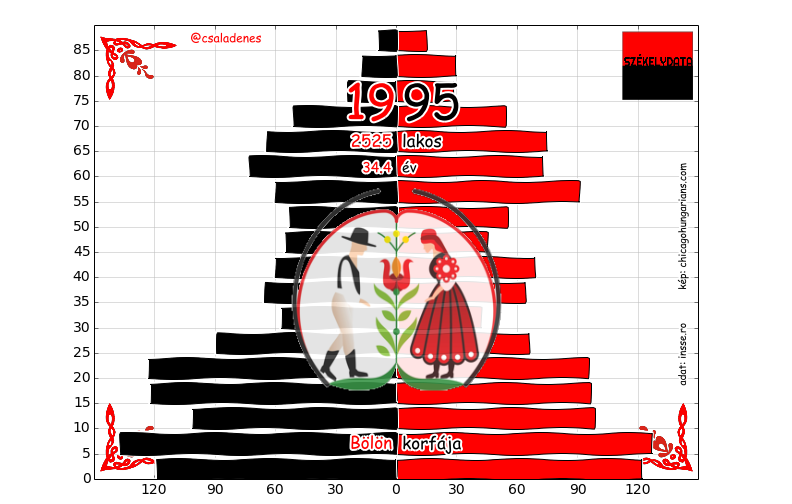 @csaladenes
SZÉKELYDATA
1995
2525 lakos
34.4 év
kép: chicagohungarians.com
adat: insse.ro
Bölön korfája
85
80
75
70
65
60
55
50
45
40
35
30
25
20
15
10
5
0
120 90 60 30 0 30 60 90 120